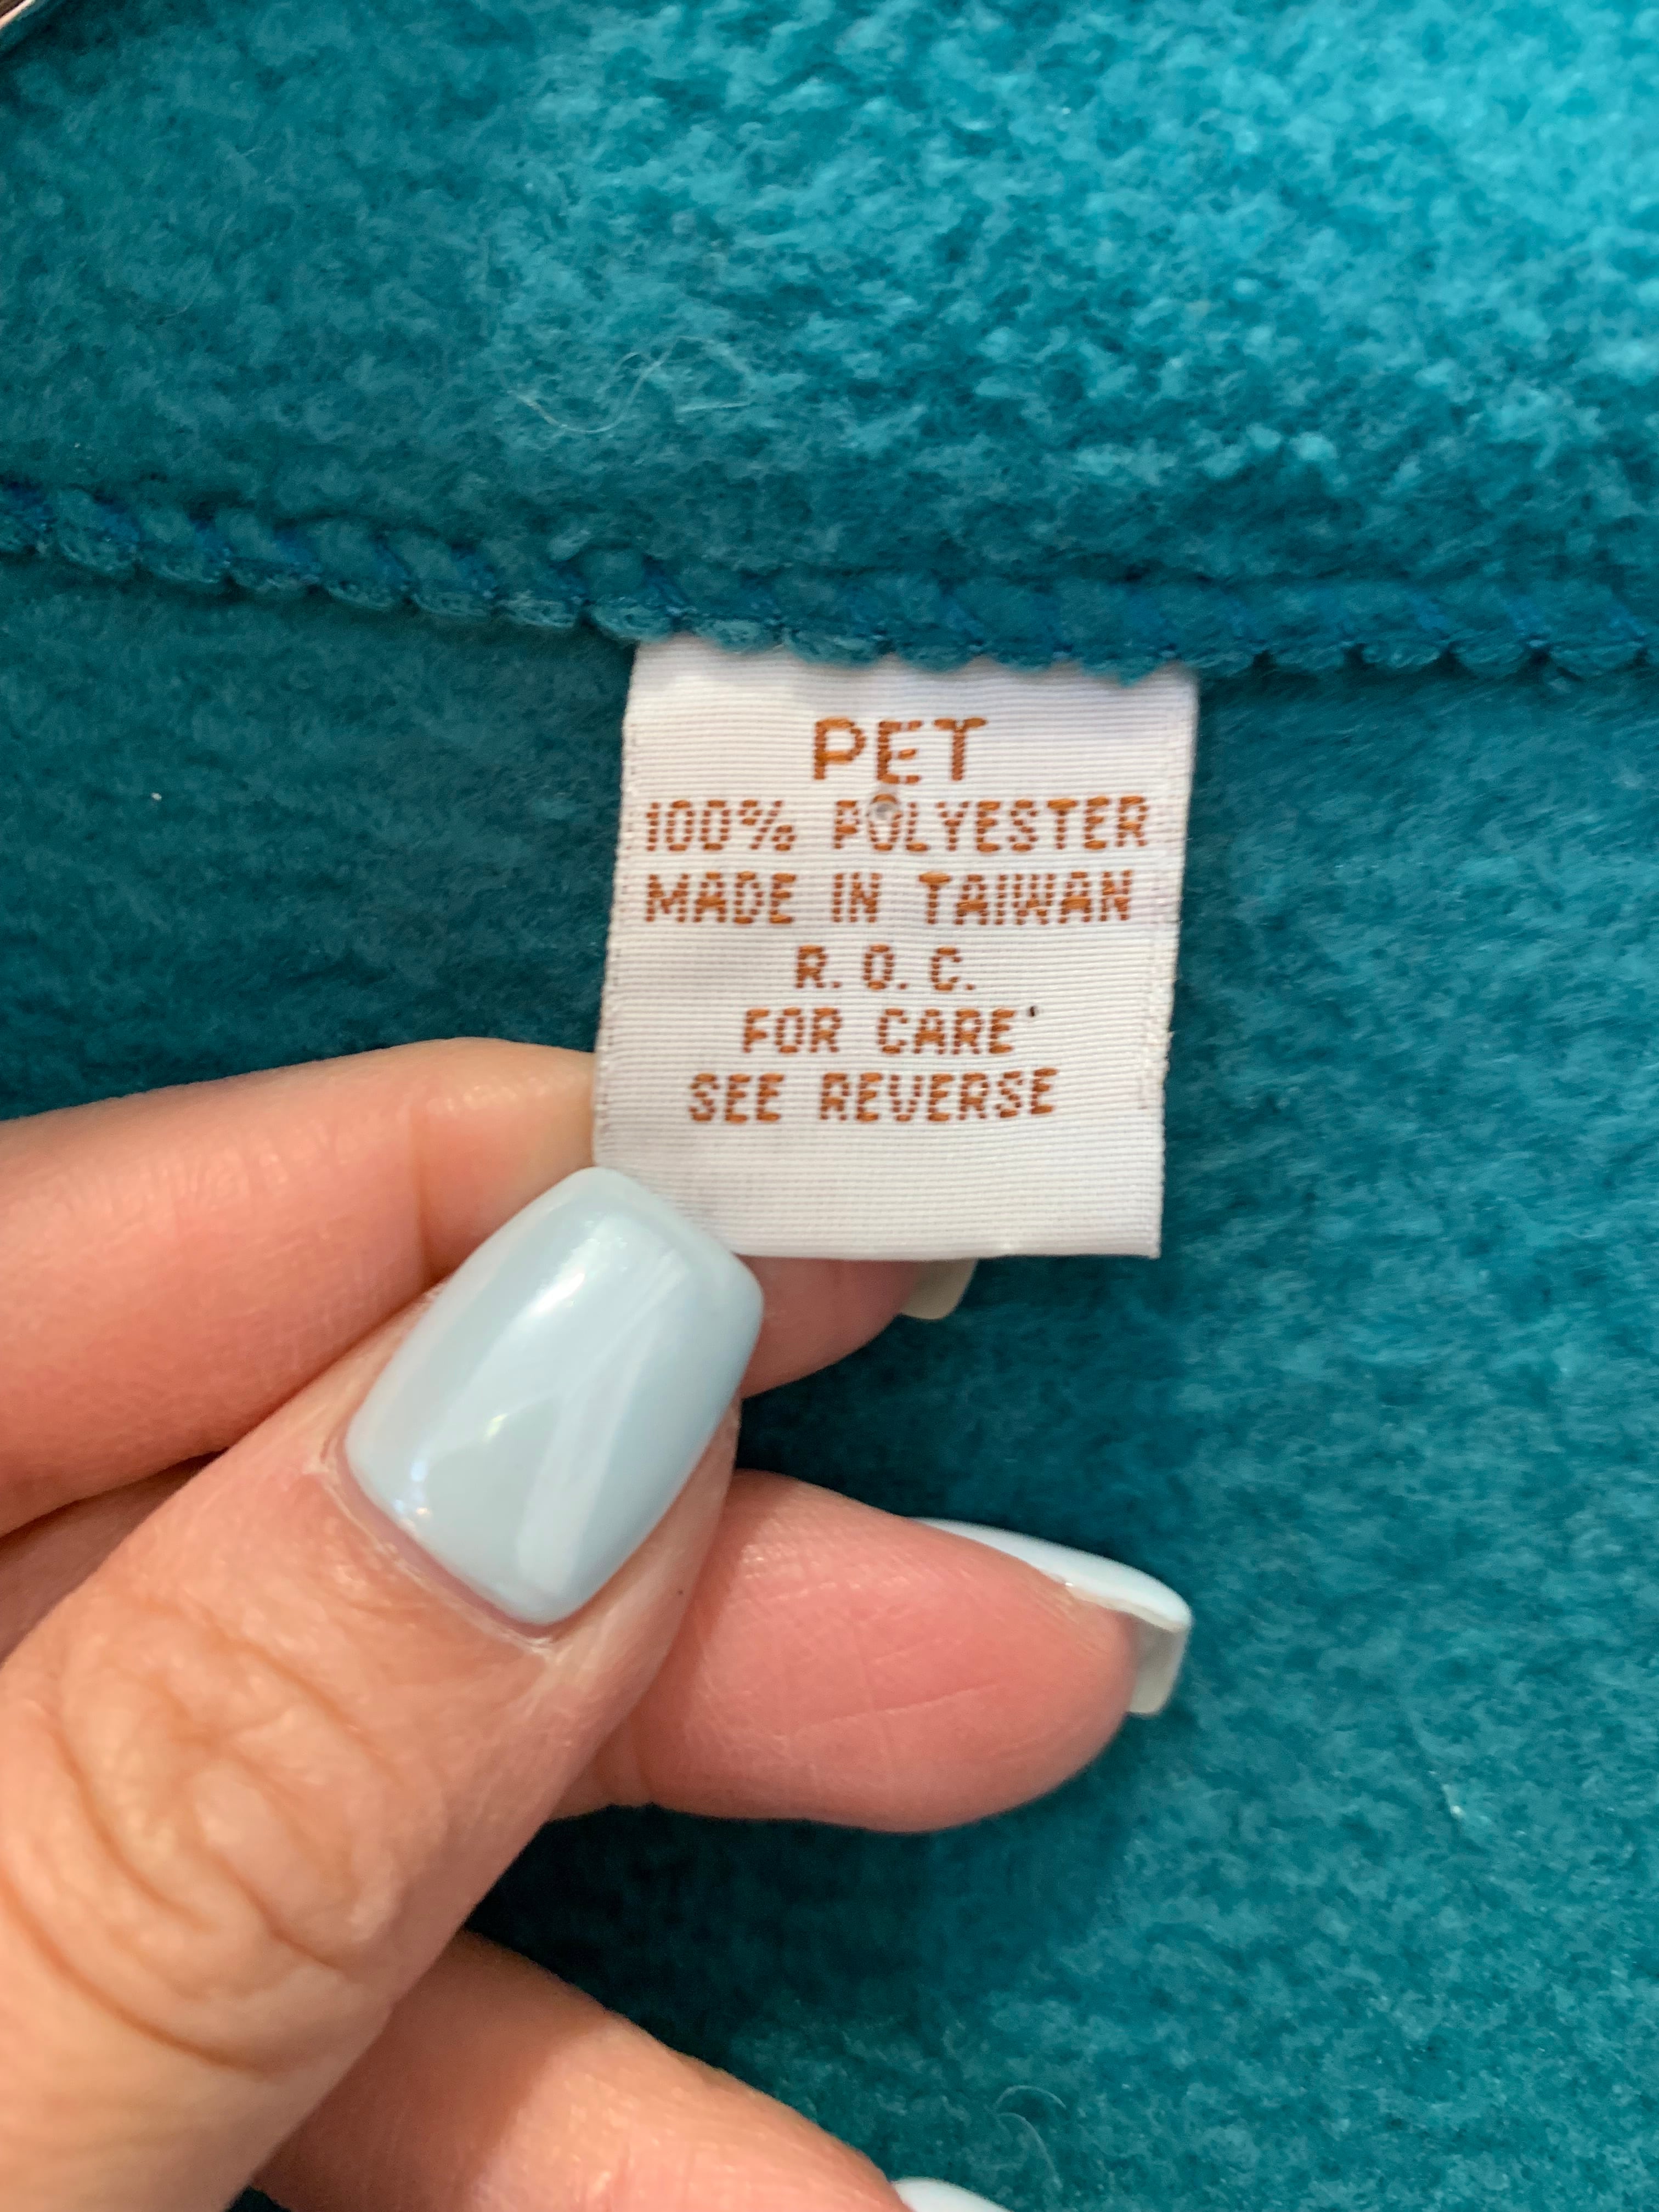 PET
100% POLYESTER
MADE IN TAIWAN
R.O.C.
FOR CARE
SEE REVERSE